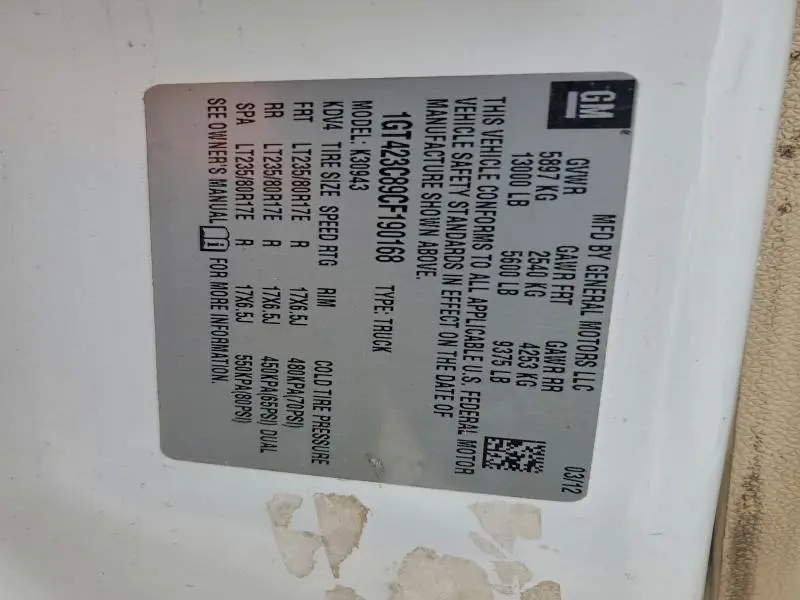 GM
MFD BY GENERAL MOTORS LLC 03/12
GVWR GAWR FRT GAWR RR
5897 KG 2540 KG 4253 KG
13000 LB 5600 LB 9375 LB
THIS VEHICLE CONFORMS TO ALL APPLICABLE U.S. FEDERAL MOTOR
VEHICLE SAFETY STANDARDS IN EFFECT ON THE DATE OF
MANUFACTURE SHOWN ABOVE.
1GT423C89CF190168 TYPE: TRUCK
MODEL: K30943
KDV4 TIRE SIZE SPEED RTG RIM COLD TIRE PRESSURE
FRT LT235/80R17E R 17X6.5J 480KPA(70PSI)
RR LT235/80R17E R 17X6.5J 450KPA(65PSI) DUAL
SPA LT235/80R17E R 17X6.5J 550KPA(80PSI)
SEE OWNER'S MANUAL FOR MORE INFORMATION.